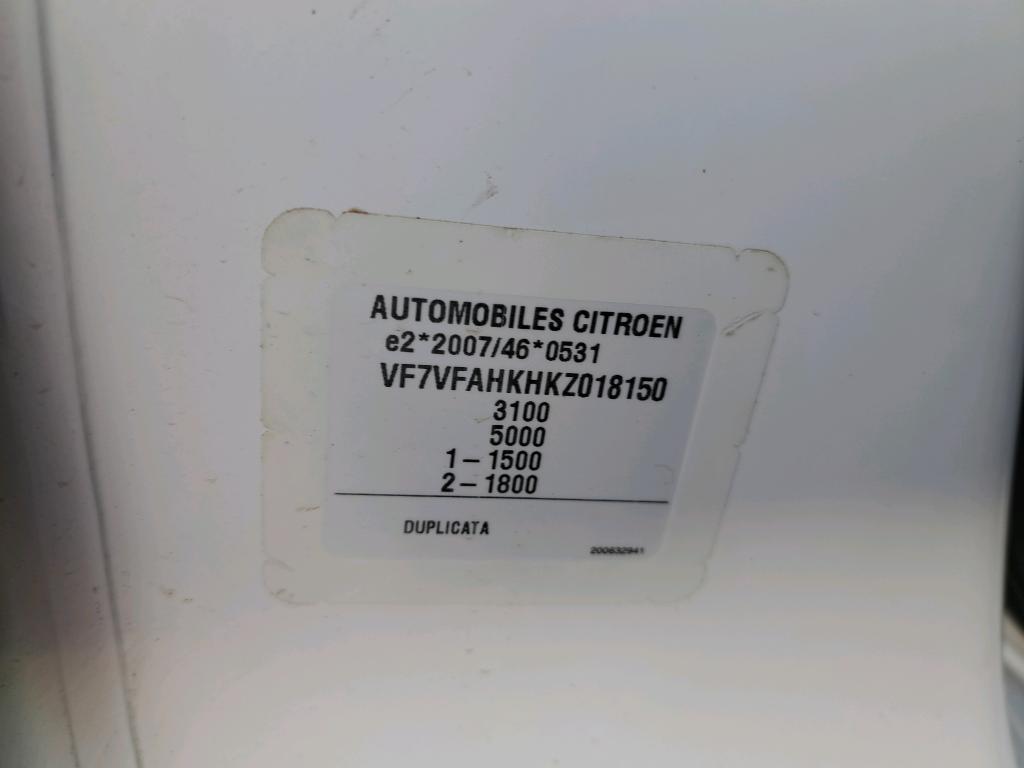 AUTOMOBILES CITROEN
e2*2007/46*0531
VF7VFAHKHKZ018150
3100
5000
1 – 1500
2 – 1800
DUPLICATA
200632941